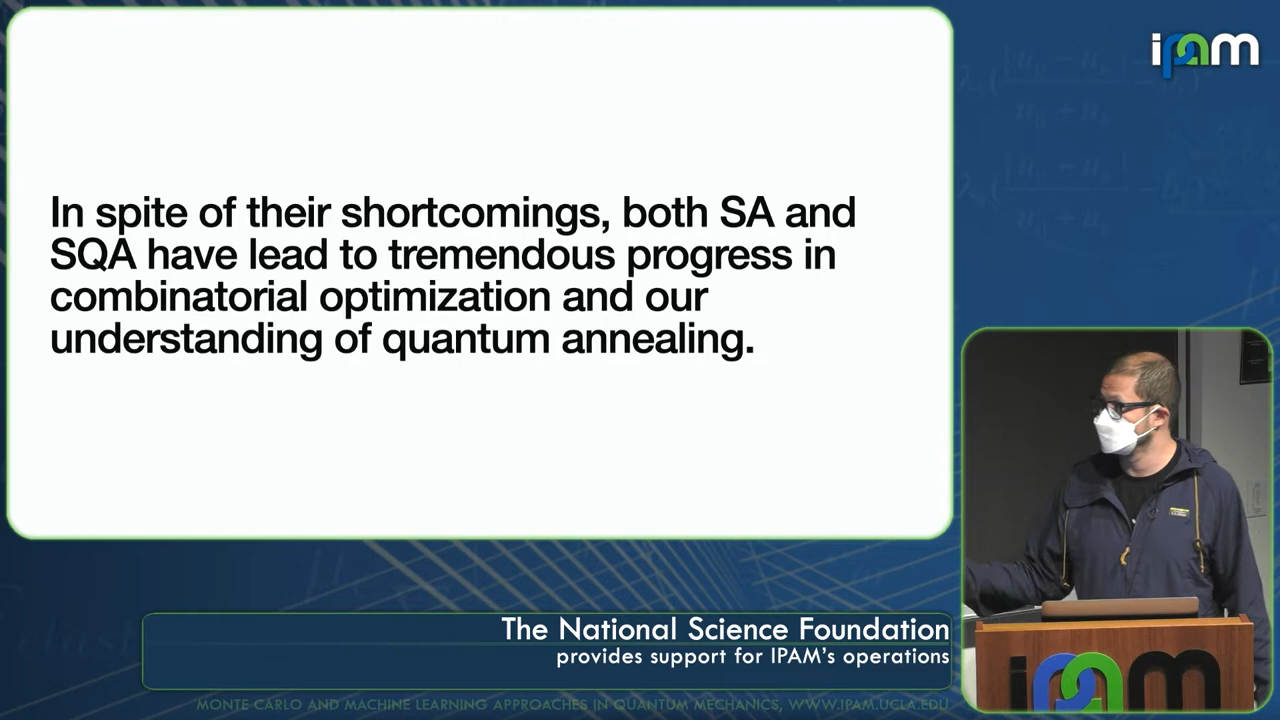 ipam
In spite of their shortcomings, both SA and
SQA have lead to tremendous progress in
combinatorial optimization and our
understanding of quantum annealing.
The National Science Foundation
provides support for IPAM's operations
ipam
MONTE CARLO AND MACHINE LEARNING APPROACHES IN QUANTUM MECHANICS, WWW.IPAM.UCLA.EDU